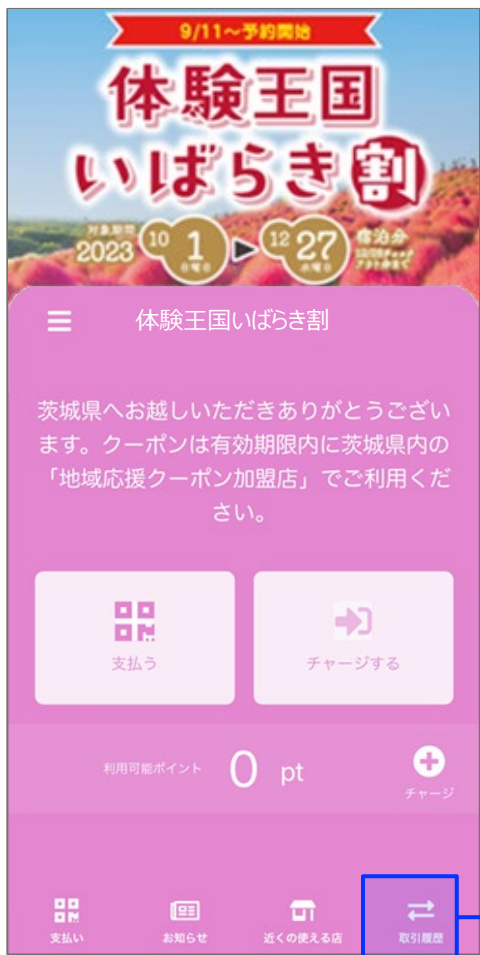 9/11〜予約開始
体験王国
いばらき割
対象期間
2023 10 1 日曜日 ▶ 12 27 水曜日 宿泊分
体験王国いばらき割
茨城県へお越しいただきありがとうござい
ます。クーポンは有効期限内に茨城県内の
「地域応援クーポン加盟店」でご利用くだ
さい。
支払う チャージする
利用可能ポイント 0 pt
チャージ
支払い お知らせ 近くの使える店 取引履歴